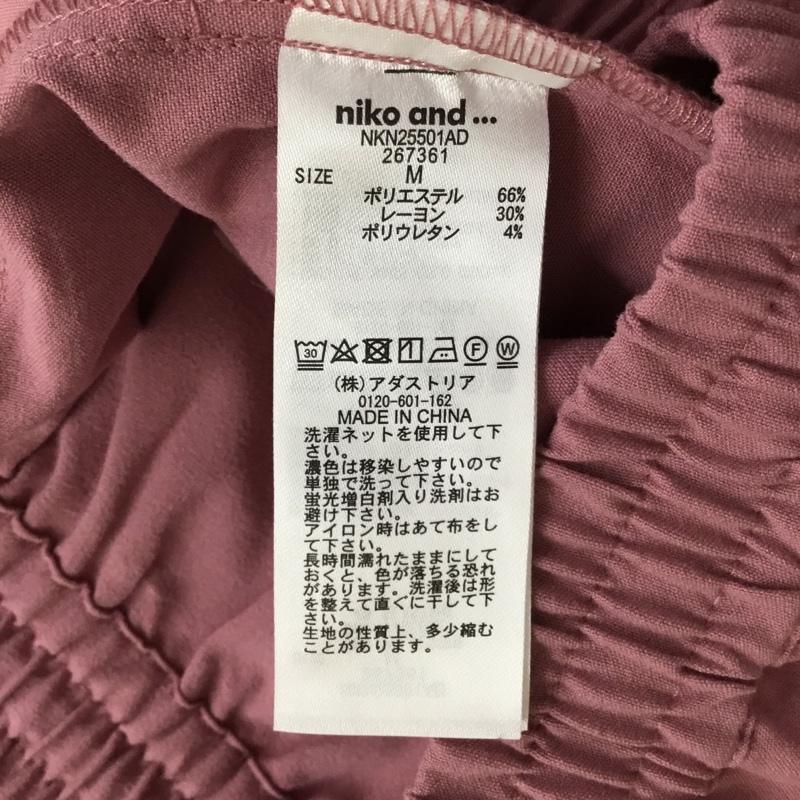 niko and ...
NKN25501AD
267361
SIZE M
ポリエステル 66%
レーヨン 30%
ポリウレタン 4%
30 F W
(株)アダストリア
0120-601-162
MADE IN CHINA
洗濯ネットを使用して下
さい。
濃色は移染しやすいので
単独で洗って下さい。
蛍光増白剤入り洗剤はお
避け下さい。
アイロン時はあて布をし
て下さい。
長時間濡れたままにして
おくと、色が落ちる恐れ
があります。洗濯後は形
を整えて直ぐに干して下
さい。
生地の性質上、多少縮む
ことがあります。